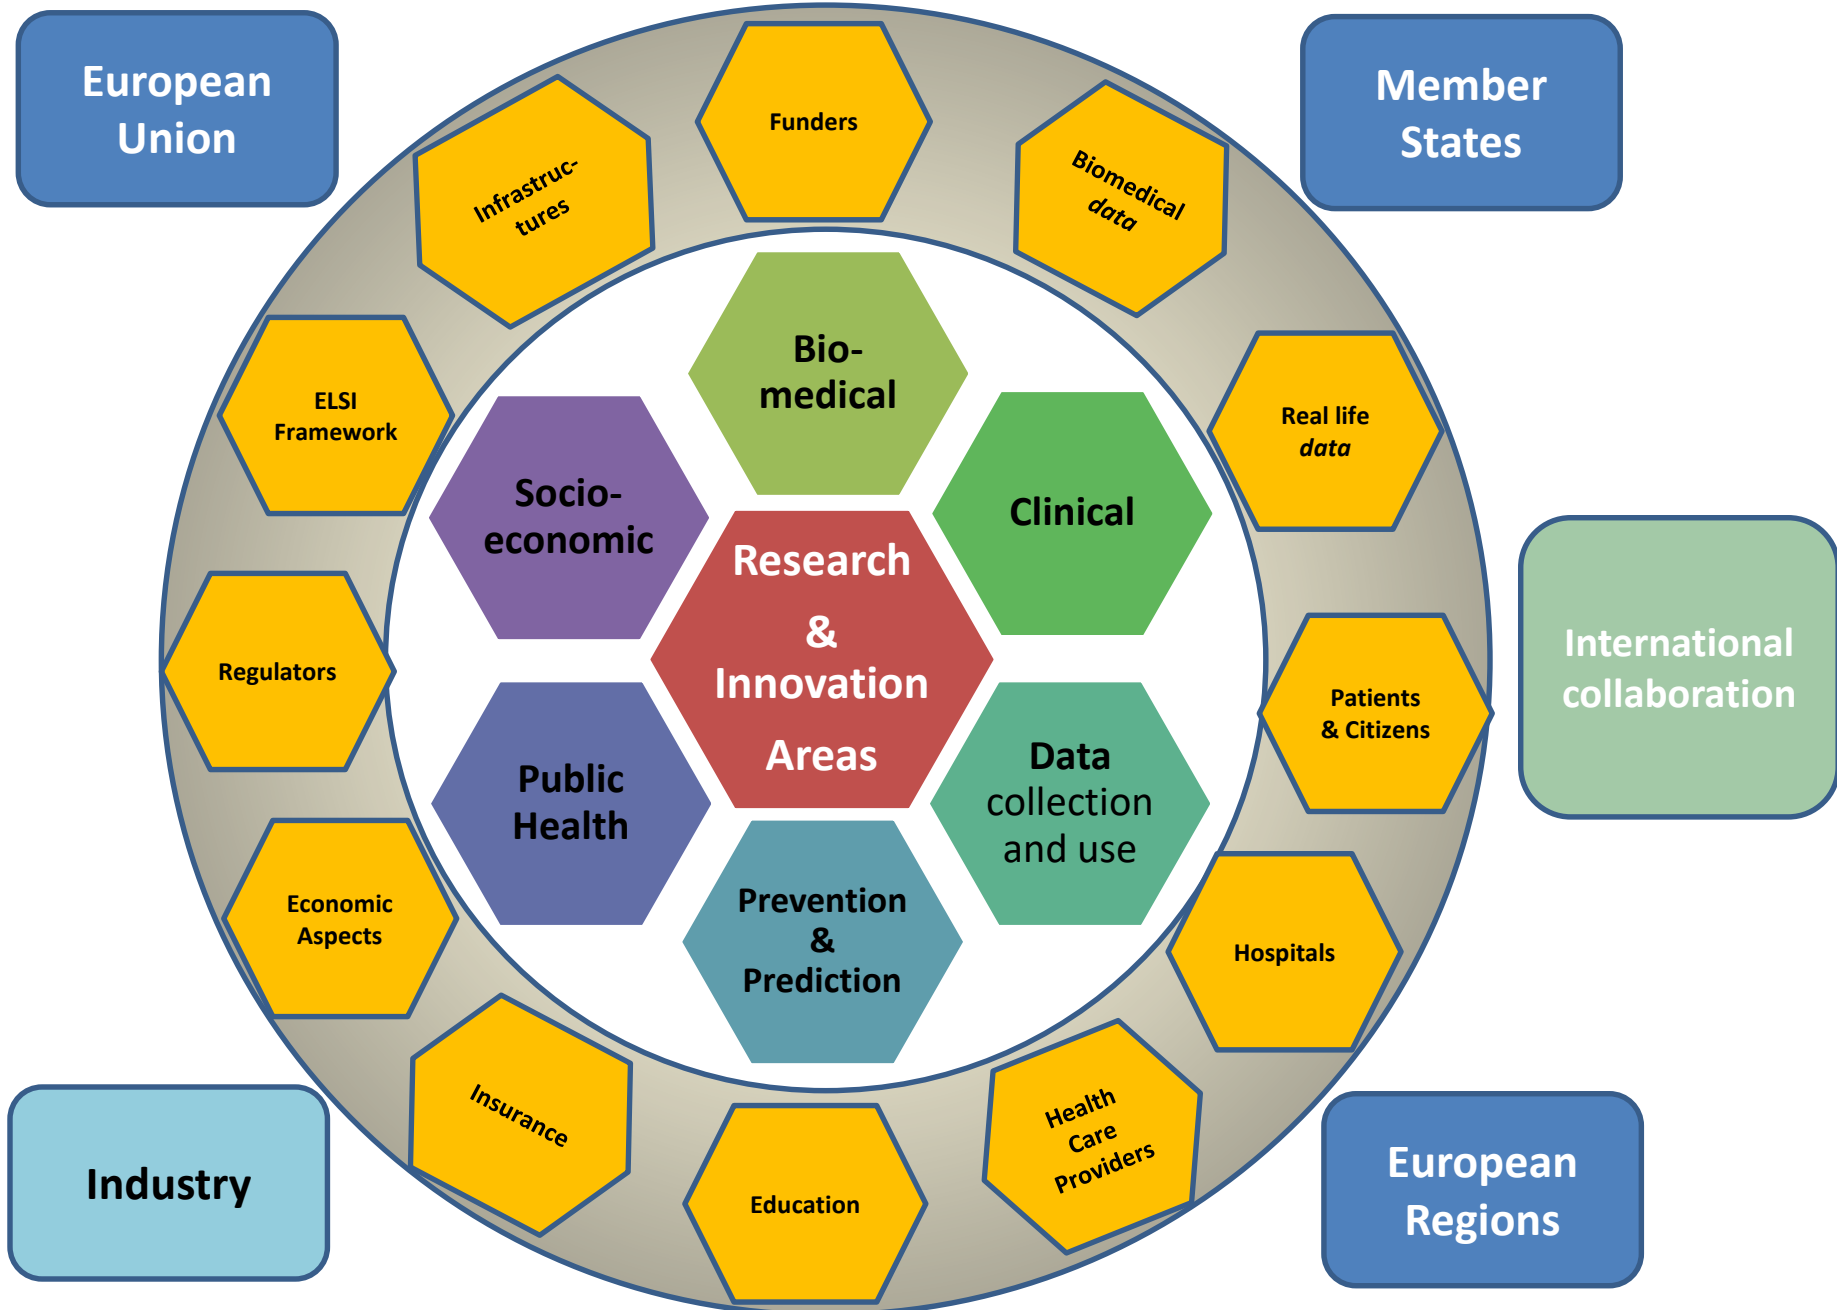 European
Union
Member
States
Funders
Infrastruc-
tures
Biomedical
data
Bio-
medical
ELSI
Framework
Real life
data
Socio-
economic
Clinical
Research
&
Innovation
Areas
International
collaboration
Regulators
Patients
& Citizens
Public
Health
Data
collection
and use
Economic
Aspects
Prevention
&
Prediction
Hospitals
Insurance
Health
Care
Providers
Education
Industry
European
Regions